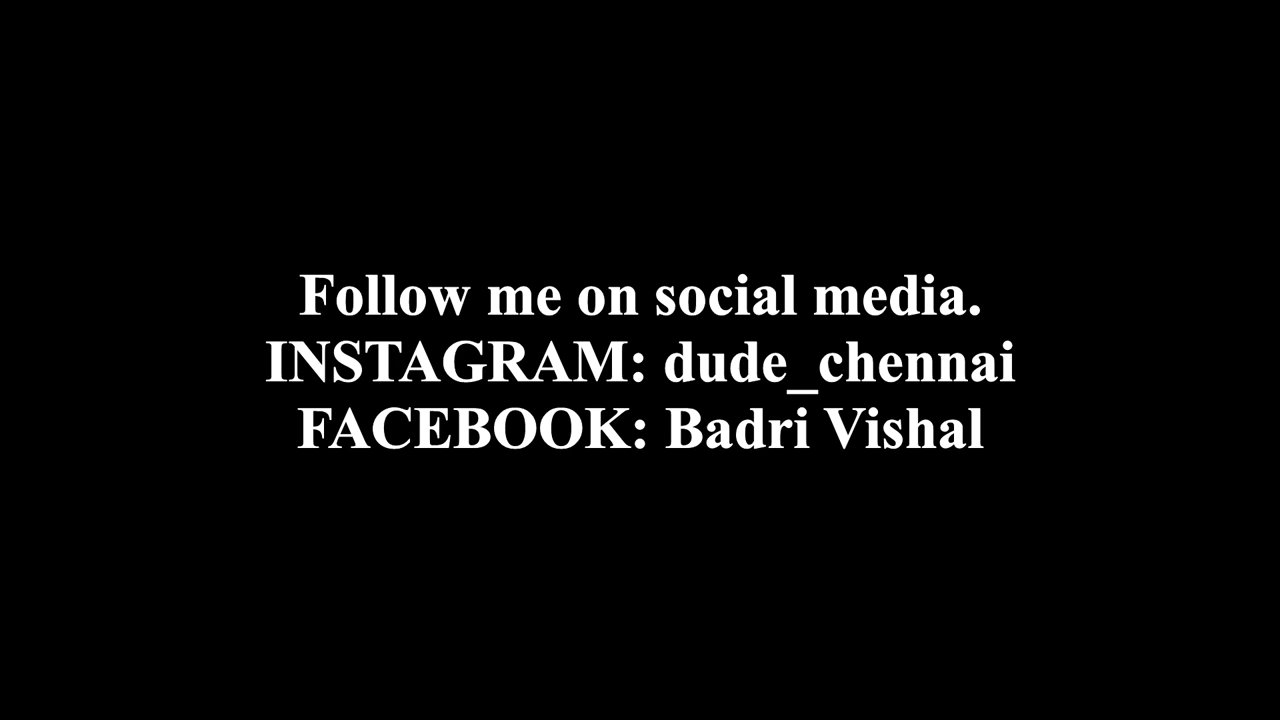 Follow me on social media.
INSTAGRAM: dude_chennai
FACEBOOK: Badri Vishal